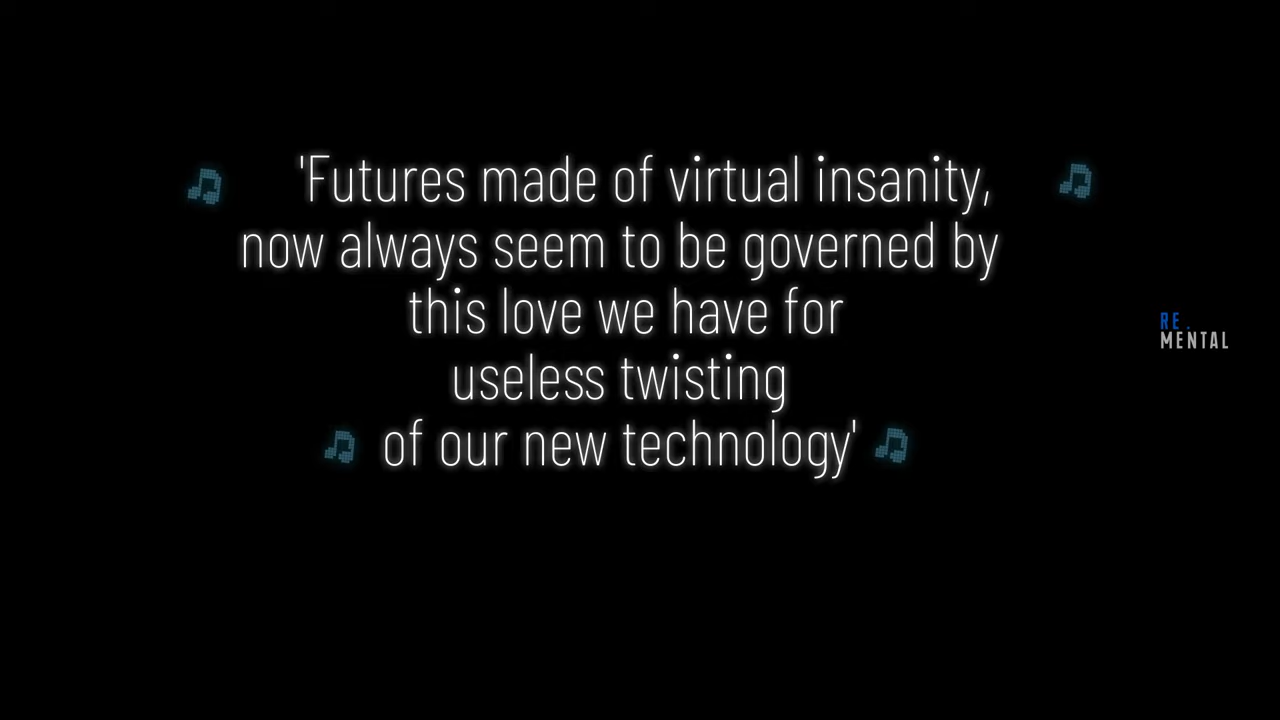 'Futures made of virtual insanity,
now always seem to be governed by
this love we have for
useless twisting
of our new technology'
RE.
MENTAL